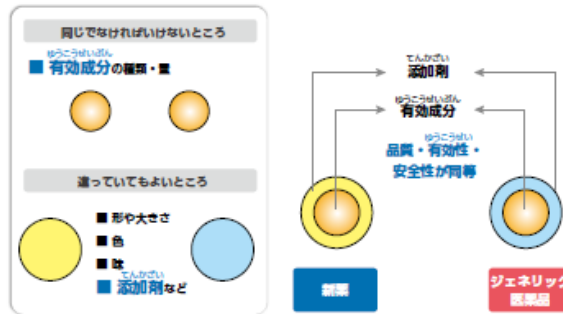 同じでなければいけないところ
ゆうこうせいぶん
■ 有効成分の種類・量
違っていてもよいところ
■ 形や大きさ
■ 色
■ 味
てんかざい
■ 添加剤など
てんかざい
添加剤
ゆうこうせいぶん
有効成分
ゆうこうせい
品質・有効性・
安全性が同等
新薬
ジェネリック
医薬品